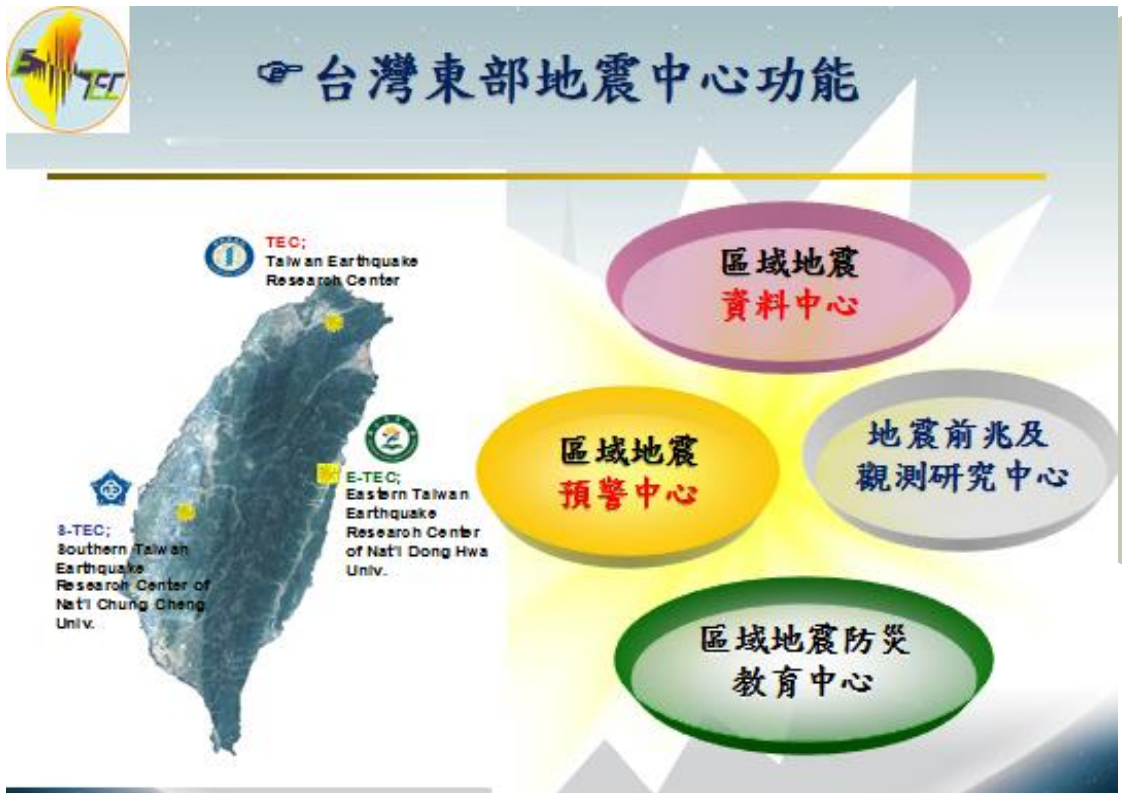 ☞台灣東部地震中心功能
TEC;
Taiwan Earthquake
Research Center
E-TEC;
Eastern Taiwan
Earthquake
Research Center
of Nat'l Dong Hwa
Univ.
S-TEC;
Southern Taiwan
Earthquake
Research Center of
Nat'l Chung Cheng
Univ.
區域地震
資料中心
區域地震
預警中心
地震前兆及
觀測研究中心
區域地震防災
教育中心